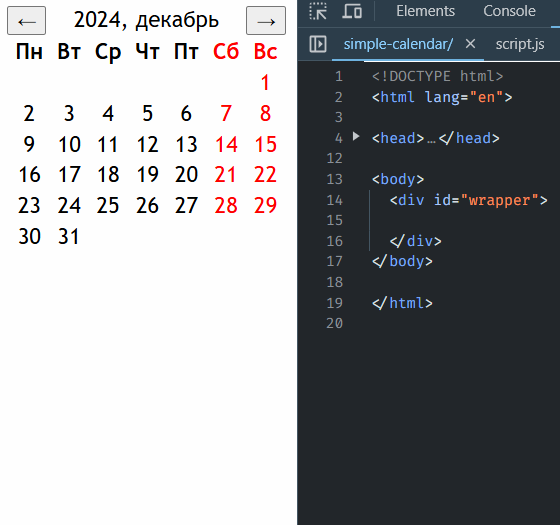 ← 2024, декабрь →
Пн Вт Ср Чт Пт Сб Вс
1
2 3 4 5 6 7 8
9 10 11 12 13 14 15
16 17 18 19 20 21 22
23 24 25 26 27 28 29
30 31
Elements Console
simple-calendar/ × script.js
1 <!DOCTYPE html>
2 <html lang="en">
3
4 <head>…</head>
12
13 <body>
14 <div id="wrapper">
15
16 </div>
17 </body>
18
19 </html>
20